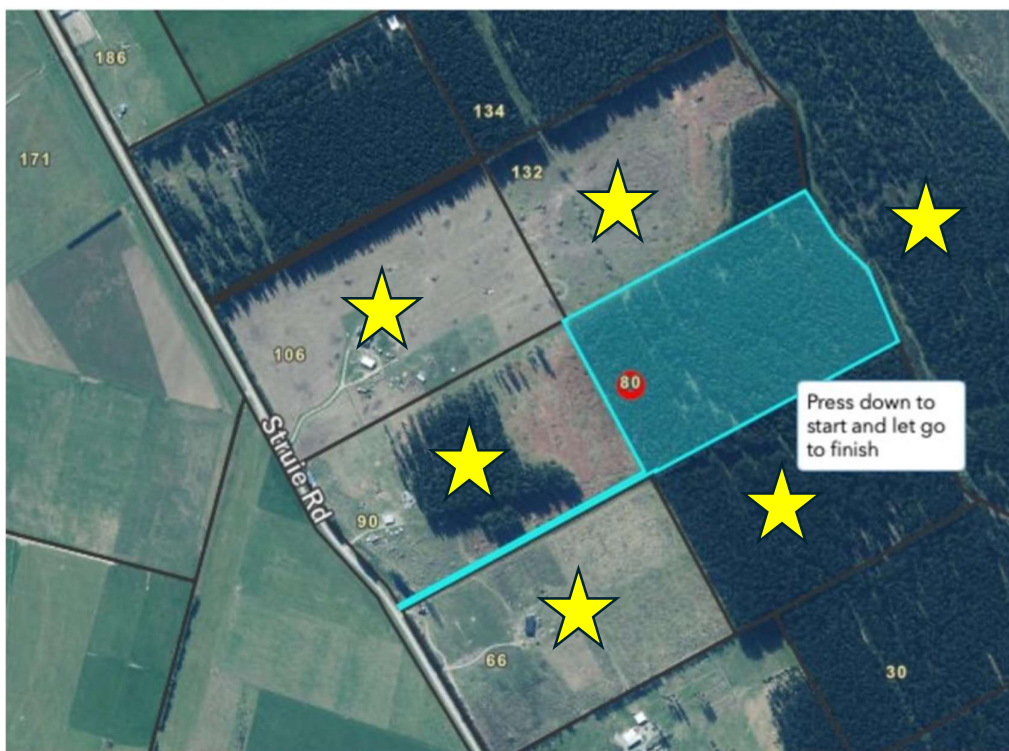 186
134
171
132
106
80
Press down to
start and let go
to finish
Struie Rd
90
66
30